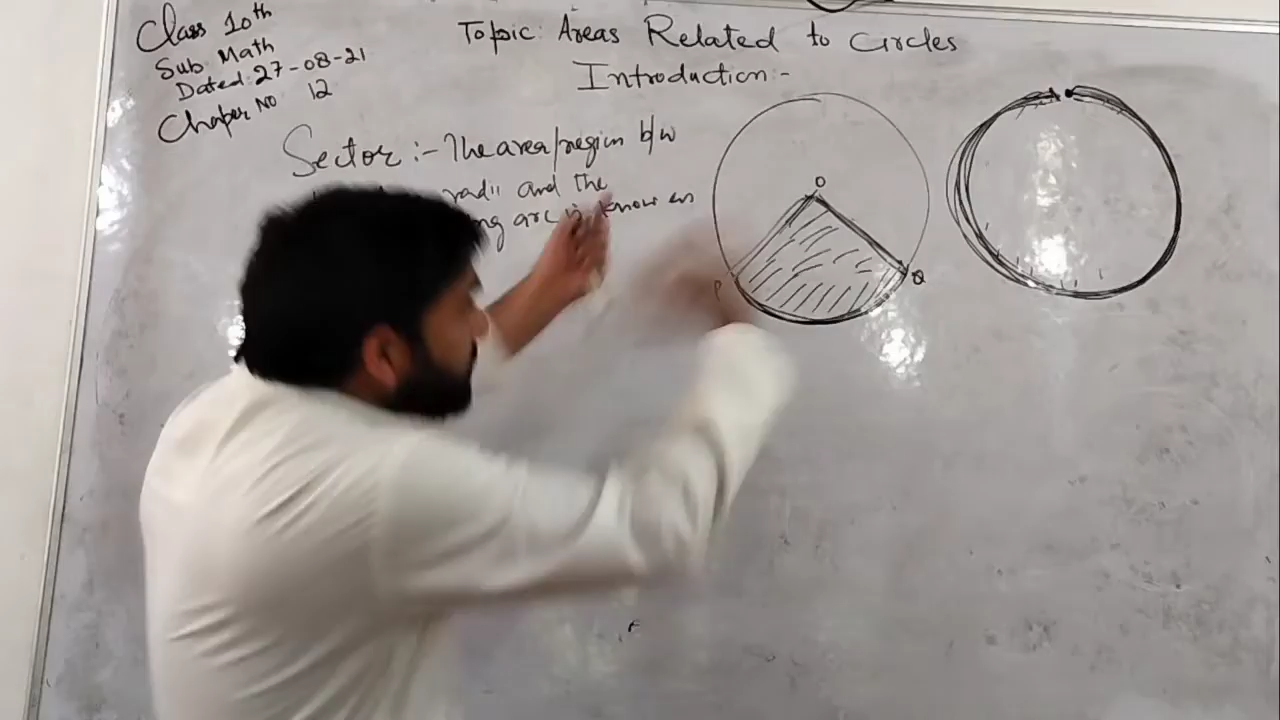 Class 10th
Sub Math
Dated: 27-08-21
Chapter No 12
Topic: Areas Related to Circles
Introduction:-
Sector:- The area/region b/w
radii and the
arc is know as
O
P
Q